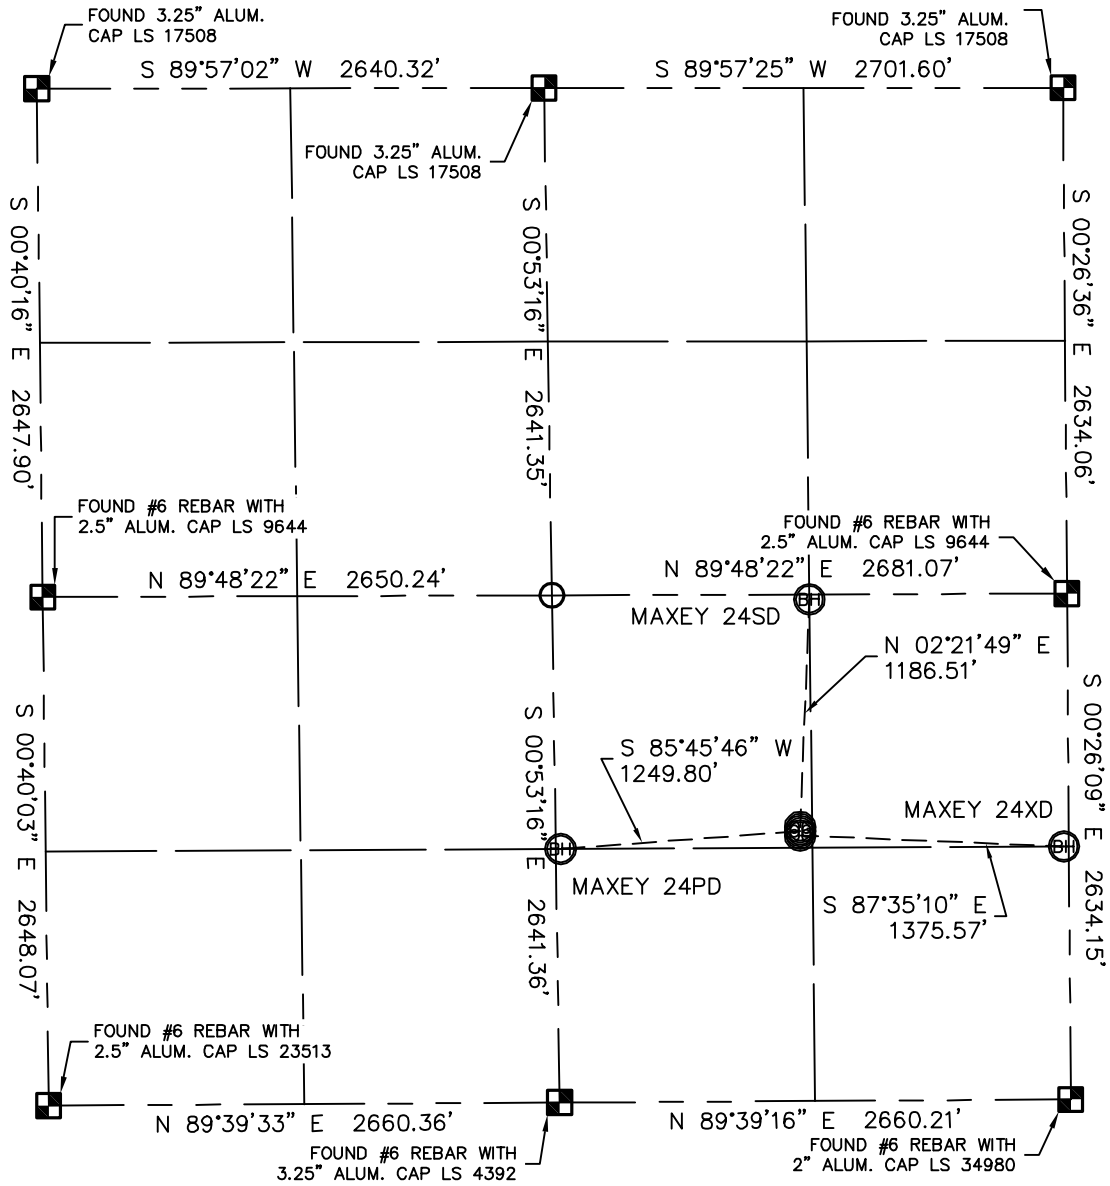 FOUND 3.25” ALUM.
CAP LS 17508
FOUND 3.25” ALUM.
CAP LS 17508
S 89°57'02” W 2640.32'
S 89°57'25” W 2701.60'
FOUND 3.25” ALUM.
CAP LS 17508
S 00°40'16” E 2647.90'
S 00°53'16” E 2641.35'
S 00°26'36” E 2634.06'
FOUND #6 REBAR WITH
2.5” ALUM. CAP LS 9644
FOUND #6 REBAR WITH
2.5” ALUM. CAP LS 9644
N 89°48'22” E 2650.24'
N 89°48'22” E 2681.07'
BH
MAXEY 24SD
N 02°21'49” E
1186.51'
S 00°40'03” E 2648.07'
S 00°53'16” E 2641.36'
S 00°26'09” E 2634.15'
S 85°45'46” W
1249.80'
MAXEY 24XD
BH
BH
MAXEY 24PD
S 87°35'10” E
1375.57'
FOUND #6 REBAR WITH
2.5” ALUM. CAP LS 23513
N 89°39'33” E 2660.36'
N 89°39'16” E 2660.21'
FOUND #6 REBAR WITH
3.25” ALUM. CAP LS 4392
FOUND #6 REBAR WITH
2” ALUM. CAP LS 34980